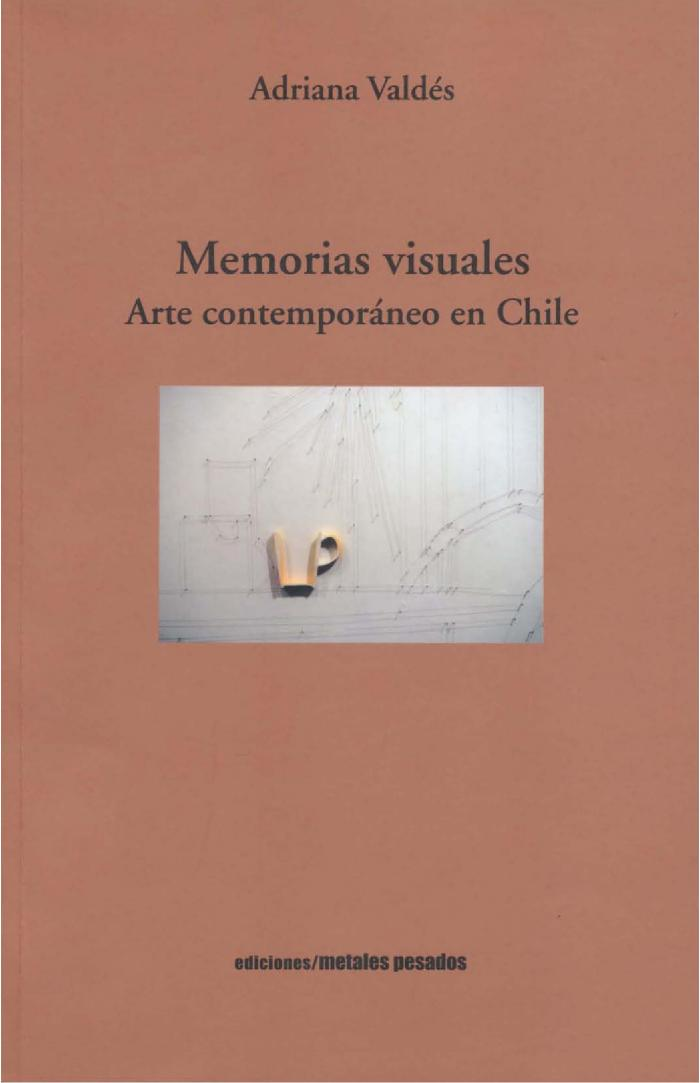 Adriana Valdés
Memorias visuales
Arte contemporáneo en Chile
ediciones/metales pesados